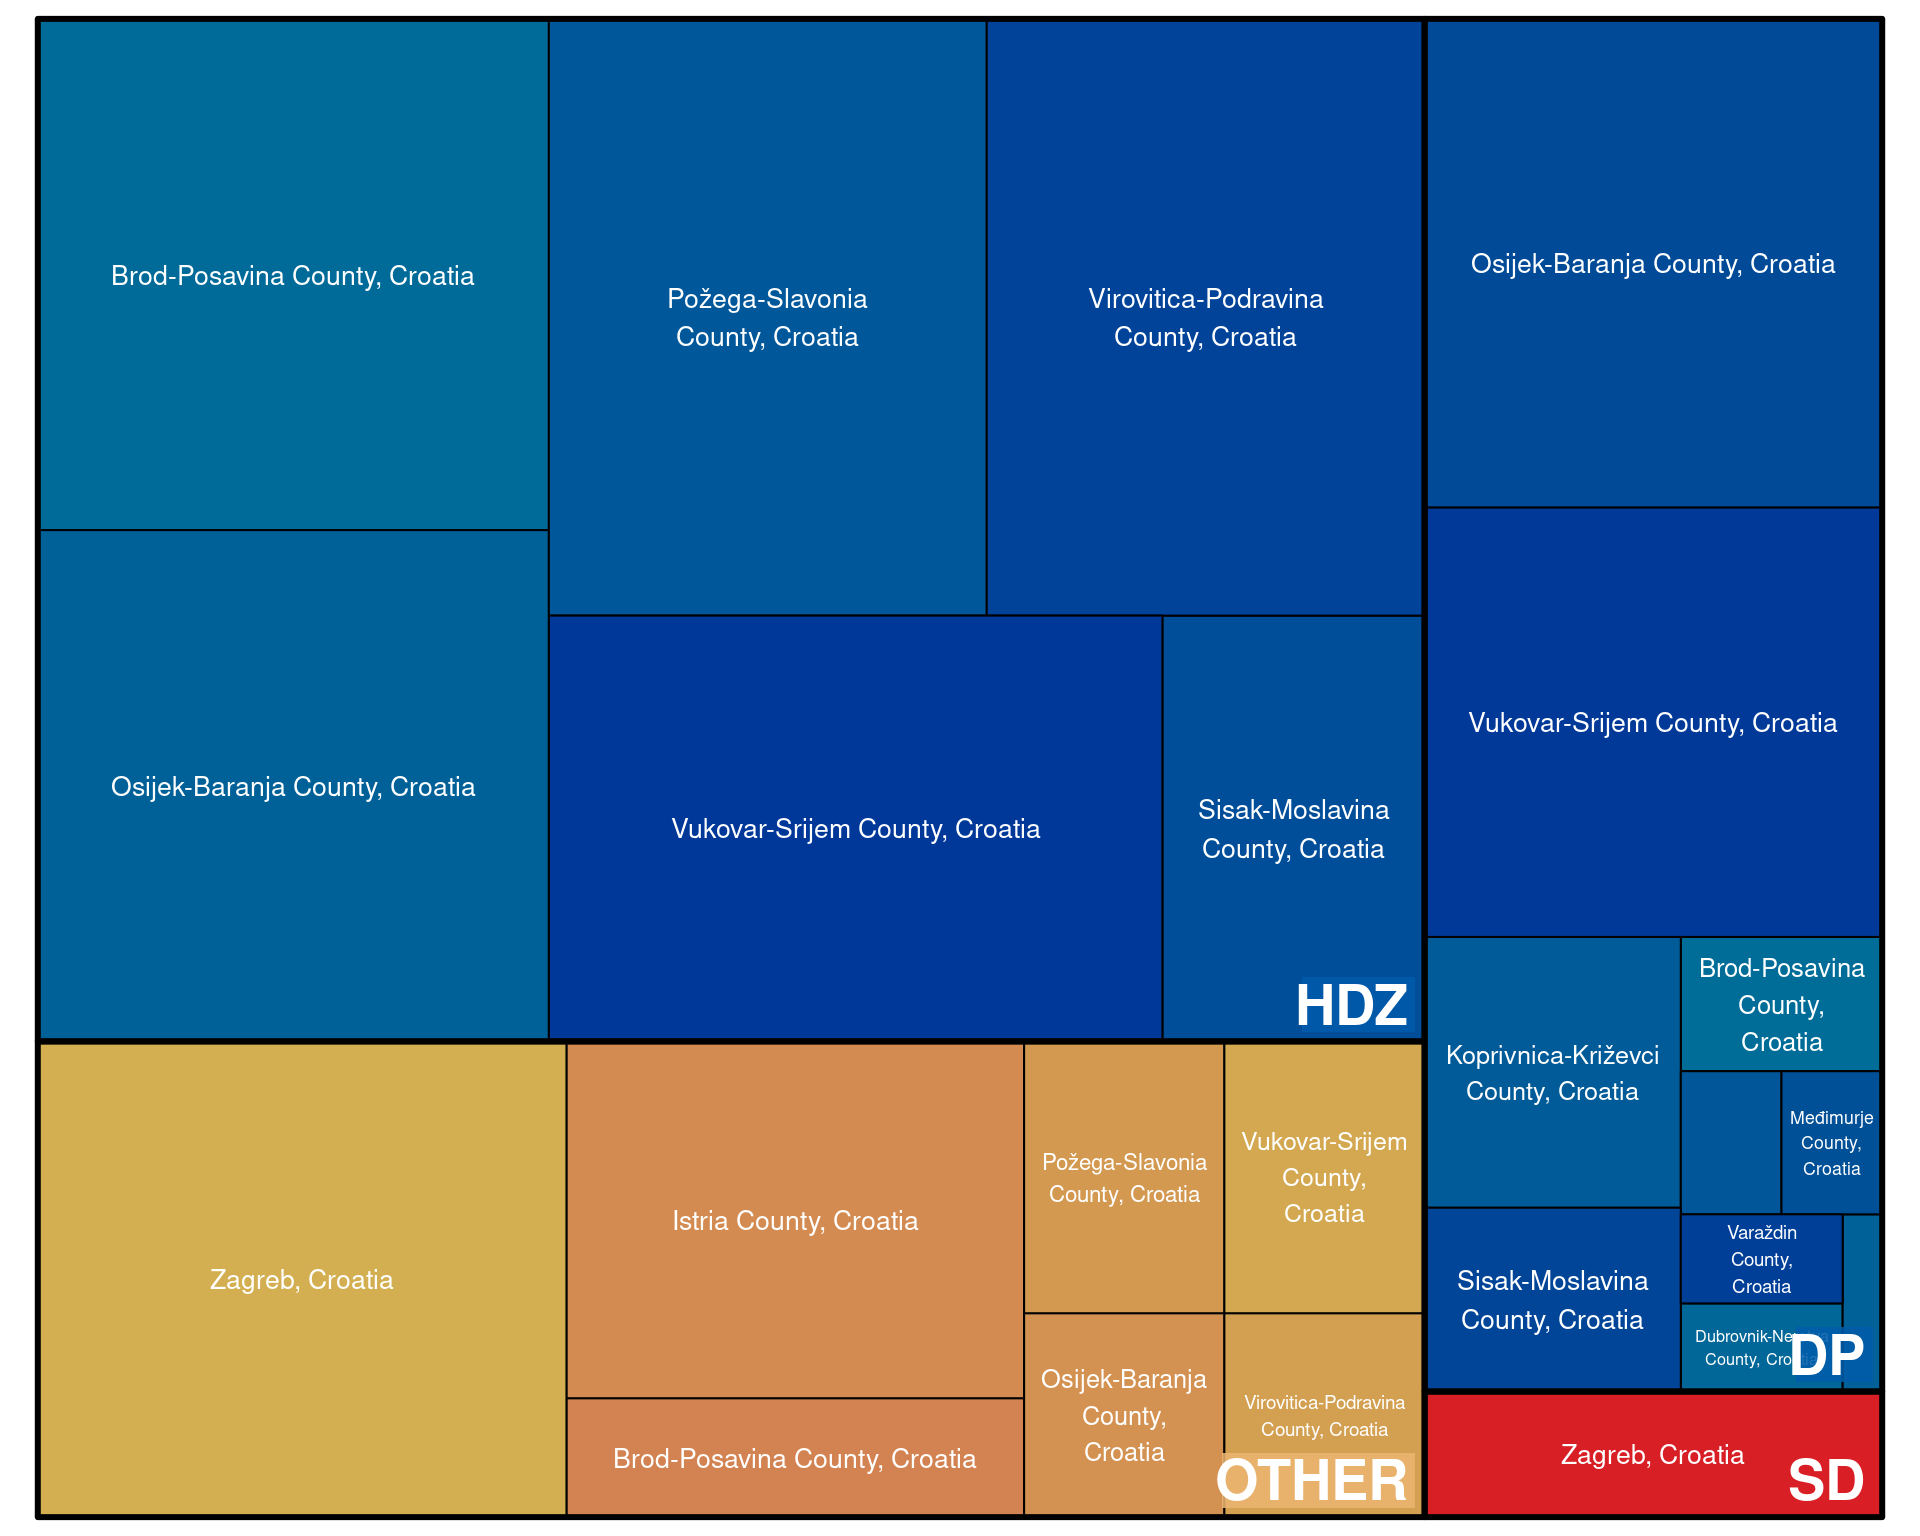 Brod-Posavina County, Croatia
Požega-Slavonia
County, Croatia
Virovitica-Podravina
County, Croatia
Osijek-Baranja County, Croatia
Vukovar-Srijem County, Croatia
Sisak-Moslavina
County, Croatia
HDZ
Osijek-Baranja County, Croatia
Vukovar-Srijem County, Croatia
Koprivnica-Križevci
County, Croatia
Brod-Posavina
County,
Croatia
Međimurje
County,
Croatia
Sisak-Moslavina
County, Croatia
Varaždin
County,
Croatia
County,
DP
Zagreb, Croatia
Istria County, Croatia
Brod-Posavina County, Croatia
Požega-Slavonia
County, Croatia
Vukovar-Srijem
County,
Croatia
Osijek-Baranja
County,
Croatia
Virovitica-Podravina
County, Croatia
OTHER
Zagreb, Croatia
SD